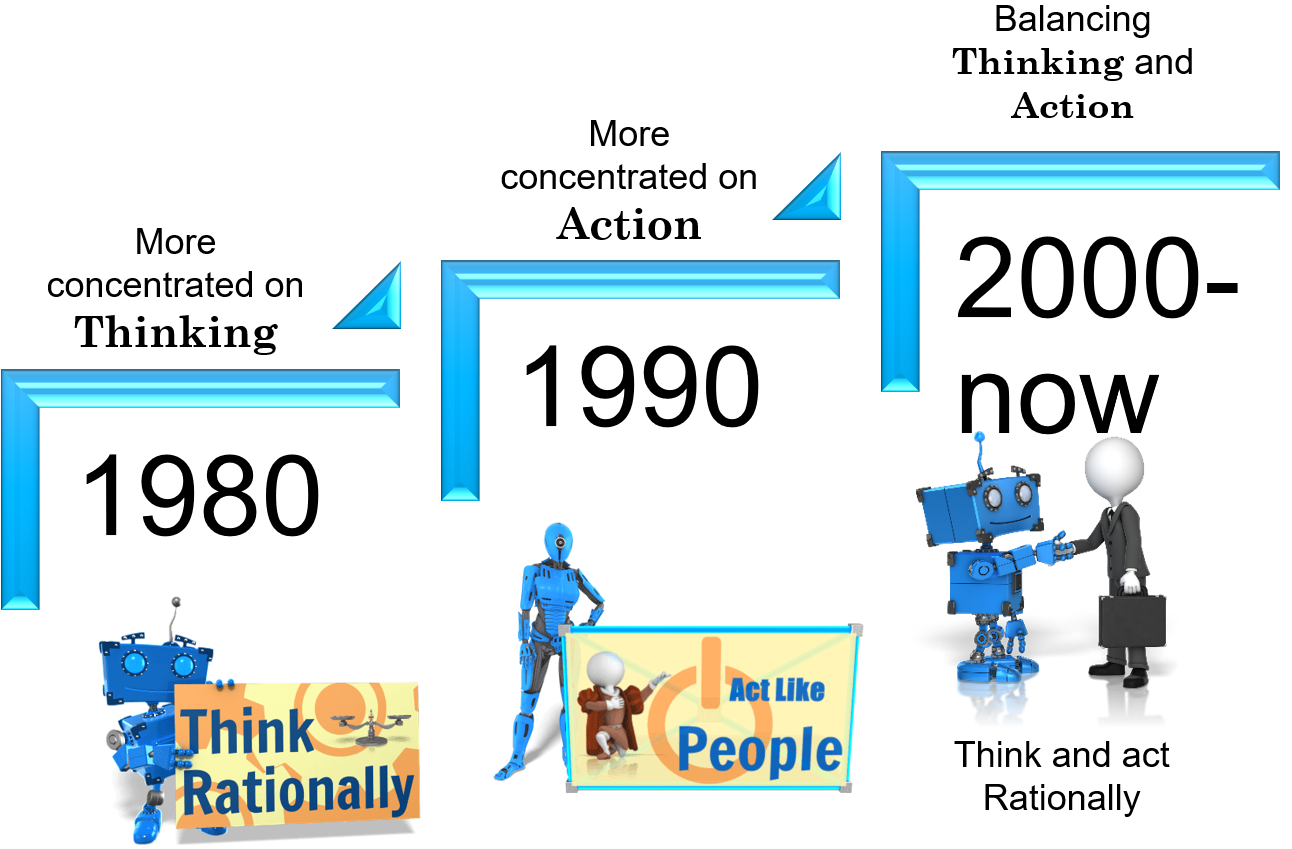 More
concentrated on
Thinking
1980
Think
Rationally
More
concentrated on
Action
1990
Act Like
People
Balancing
Thinking and
Action
2000-
now
Think and act
Rationally